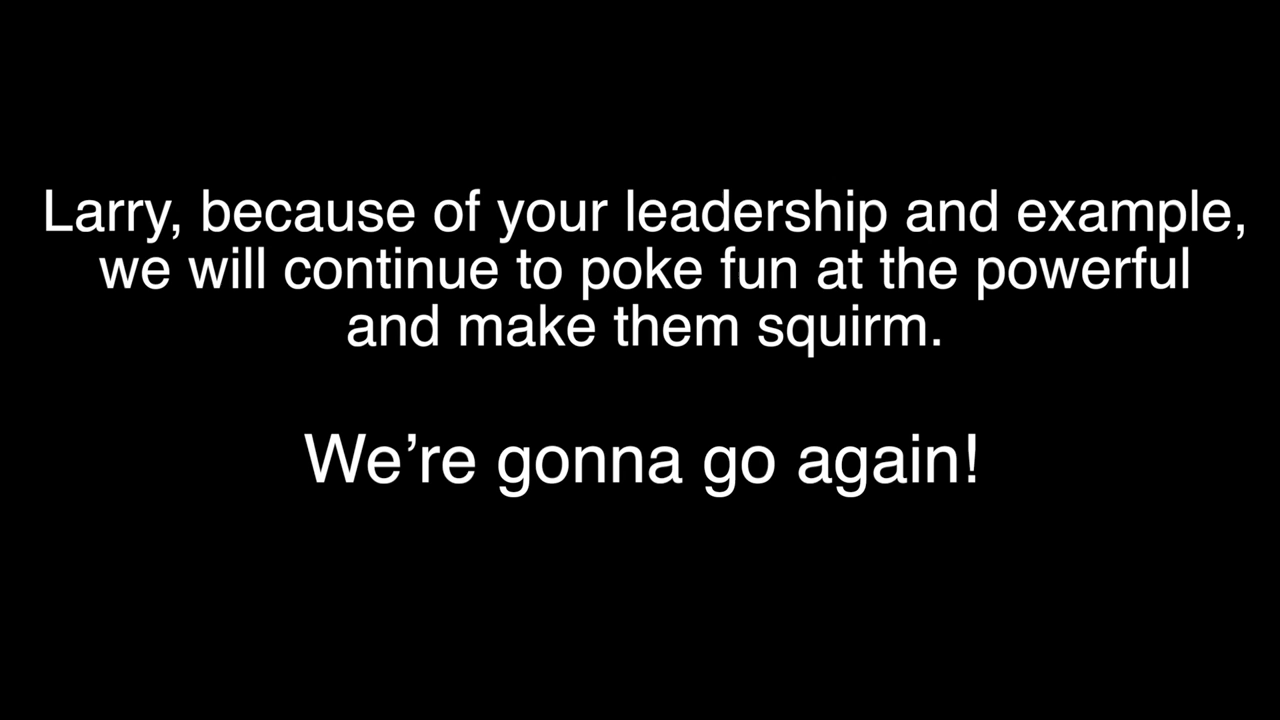 Larry, because of your leadership and example,
we will continue to poke fun at the powerful
and make them squirm.
We’re gonna go again!